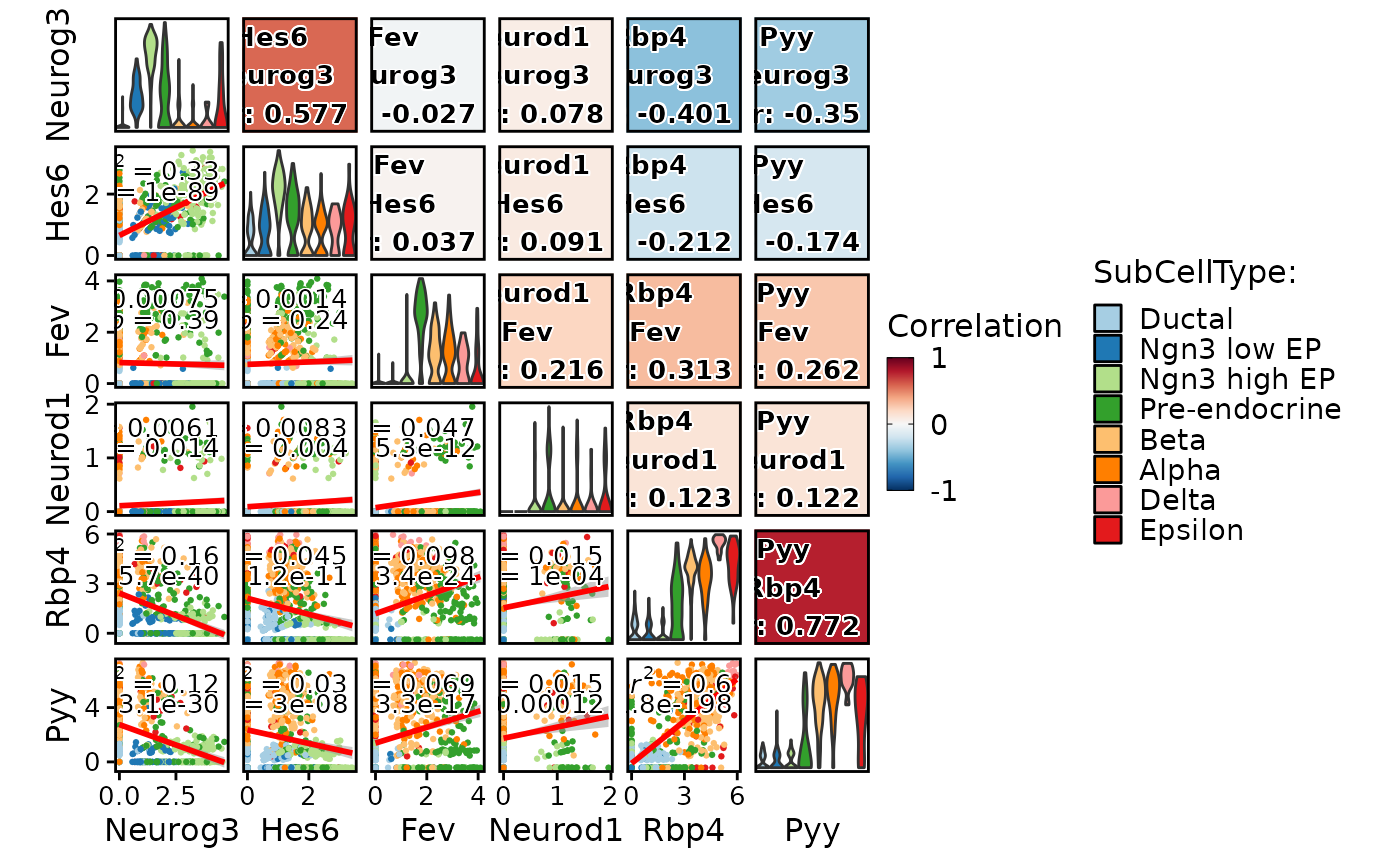 Neurog3
Hes6
urog3
: 0.577
Fev
urog3
-0.027
urod1
urog3
: 0.078
bp4
urog3
-0.401
Pyy
eurog3
r: -0.35
Hes6
2
0
2 = 0.33
= 1e-89
Fev
Hes6
: 0.037
urod1
Hes6
: 0.091
bp4
es6
-0.212
Pyy
es6
-0.174
Fev
4
2
0
0.00075
= 0.39
0.0014
= 0.24
urod1
Fev
: 0.216
Rbp4
Fev
: 0.313
Pyy
Fev
: 0.262
Neurod1
2
1
0
0.0061
= 0.014
0.0083
= 0.004
= 0.047
5.3e-12
Rbp4
urod1
: 0.123
Pyy
urod1
: 0.122
Rbp4
6
3
0
2 = 0.16
5.7e-40
= 0.045
1.2e-11
= 0.098
3.4e-24
= 0.015
= 1e-04
Pyy
Rbp4
: 0.772
Pyy
4
0
2 = 0.12
3.1e-30
2 = 0.03
= 3e-08
= 0.069
3.3e-17
= 0.015
0.00012
r2 = 0.6
.8e-198
0.0 2.5
0 2
0 2 4
0 1 2
0 3 6
Neurog3 Hes6 Fev Neurod1 Rbp4 Pyy
Correlation
1
0
-1
SubCellType:
Ductal
Ngn3 low EP
Ngn3 high EP
Pre-endocrine
Beta
Alpha
Delta
Epsilon